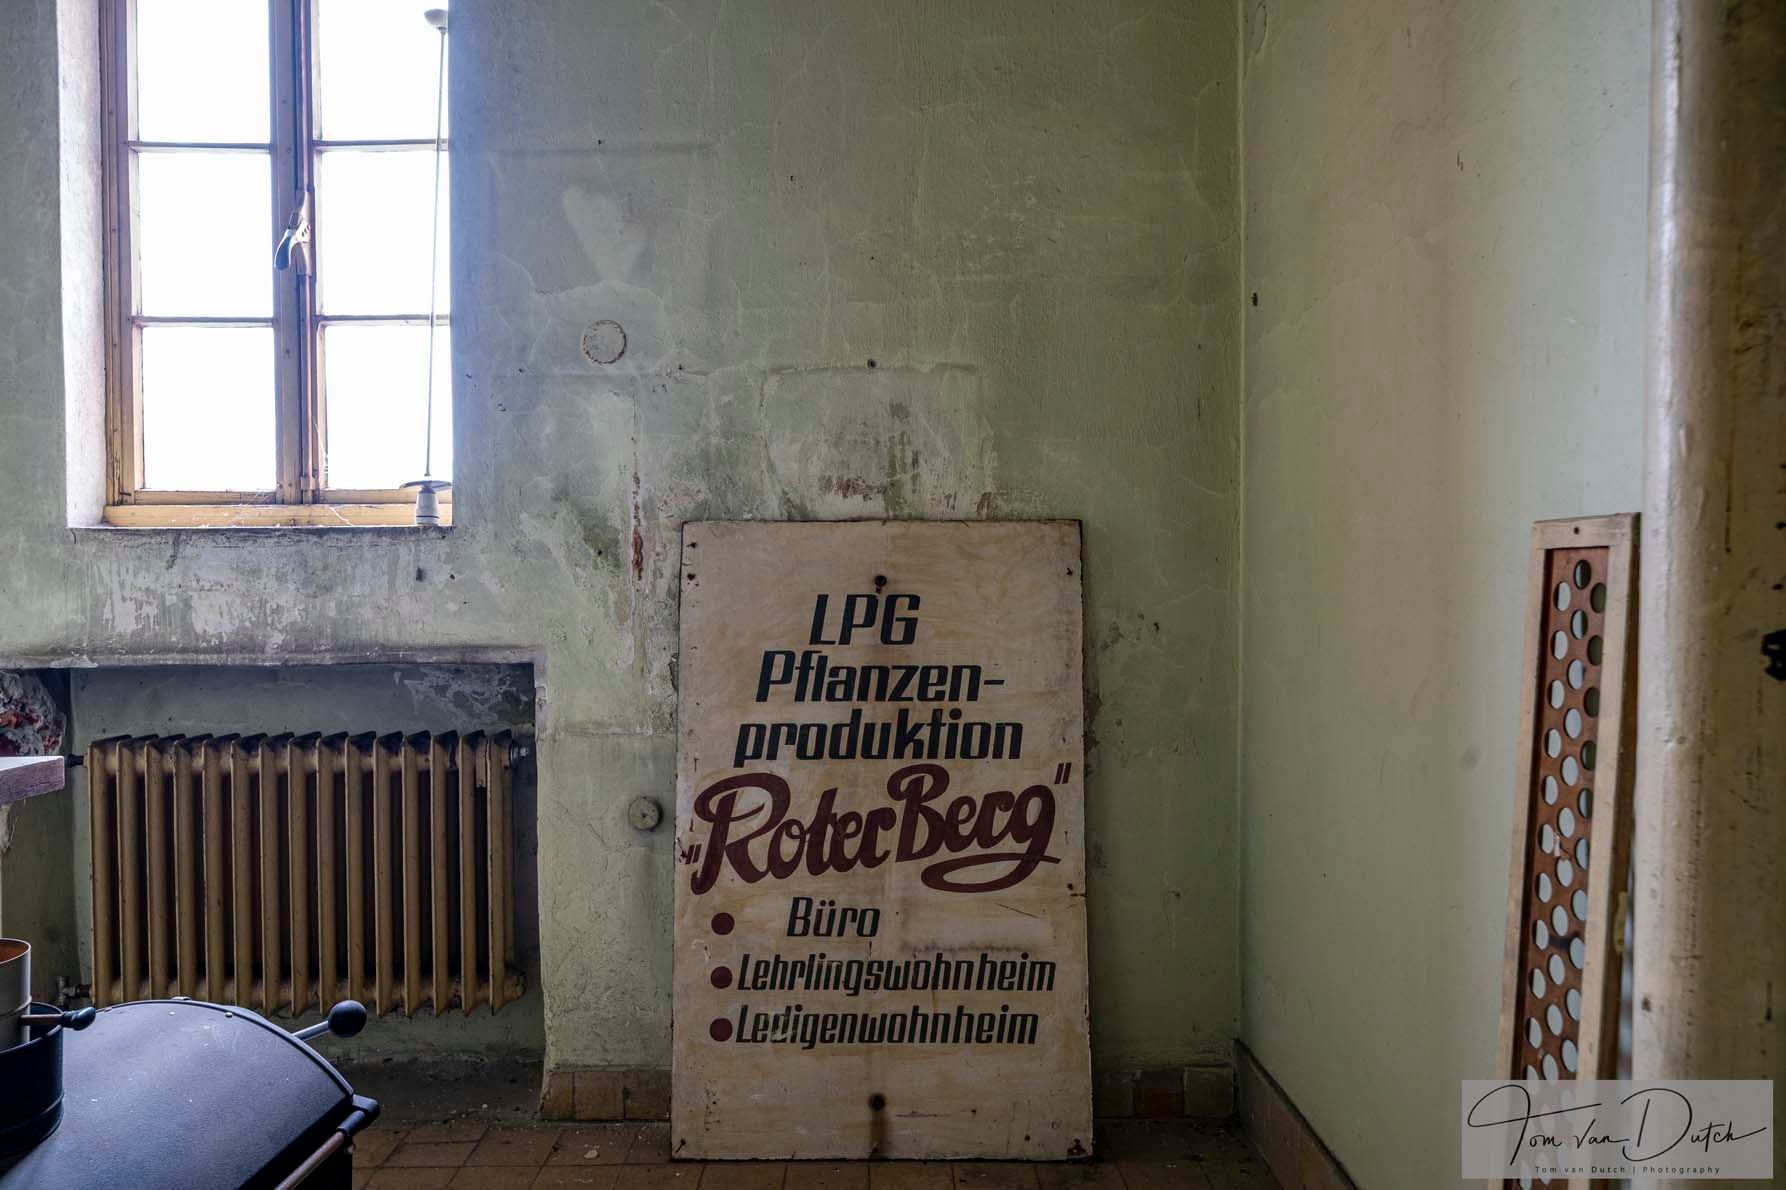 LPG
Pflanzen-
produktion
"Roter Berg"
Büro
Lehrlingswohnheim
Ledigenwohnheim
Tom van Dutch
Tom van Dutch | Photography